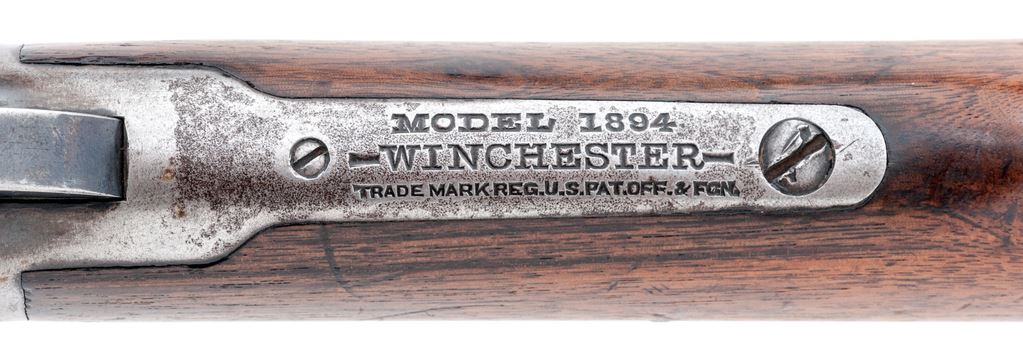 MODEL 1894
-WINCHESTER-
TRADE MARK REG. U.S. PAT. OFF. & FGN.